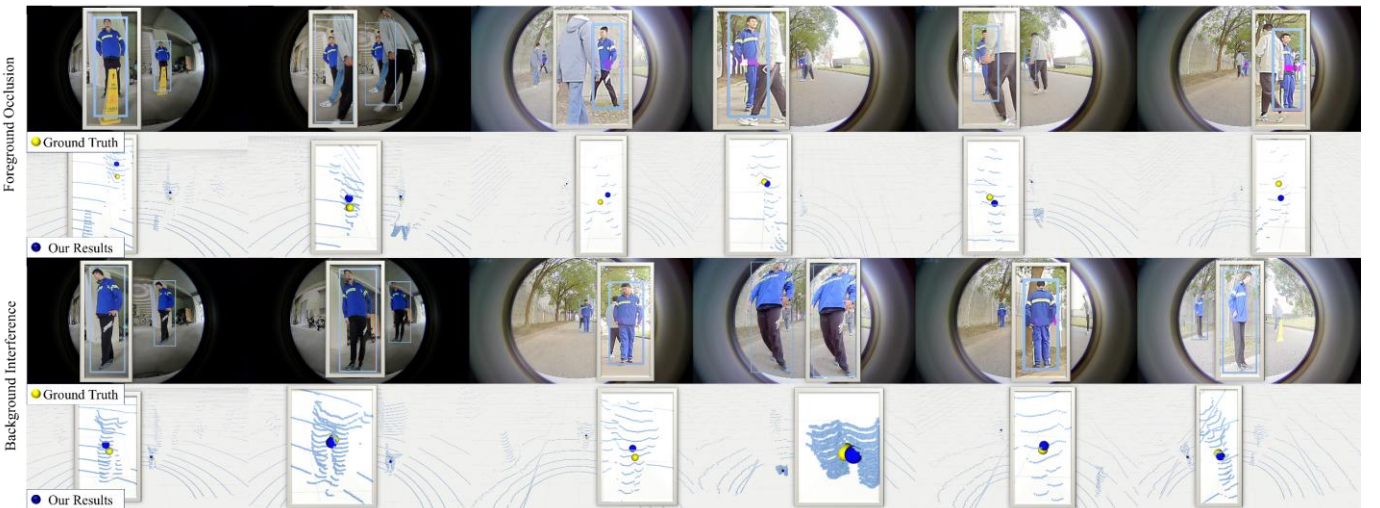 Foreground Occlusion
Ground Truth
Our Results
Background Interference
Ground Truth
Our Results